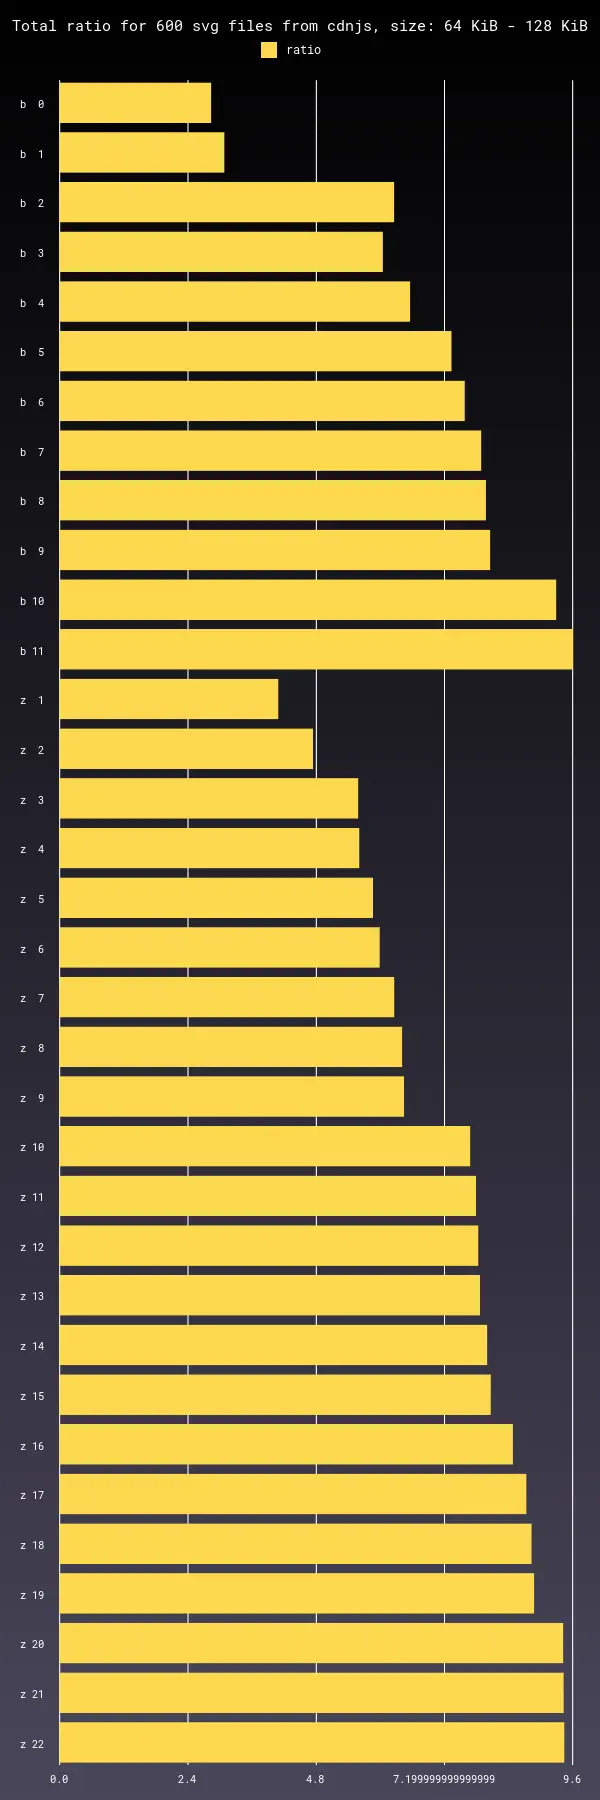 Total ratio for 600 svg files from cdnjs, size: 64 KiB - 128 KiB
ratio
b  0
b  1
b  2
b  3
b  4
b  5
b  6
b  7
b  8
b  9
b 10
b 11
z  1
z  2
z  3
z  4
z  5
z  6
z  7
z  8
z  9
z 10
z 11
z 12
z 13
z 14
z 15
z 16
z 17
z 18
z 19
z 20
z 21
z 22
0.0 2.4 4.8 7.199999999999999 9.6